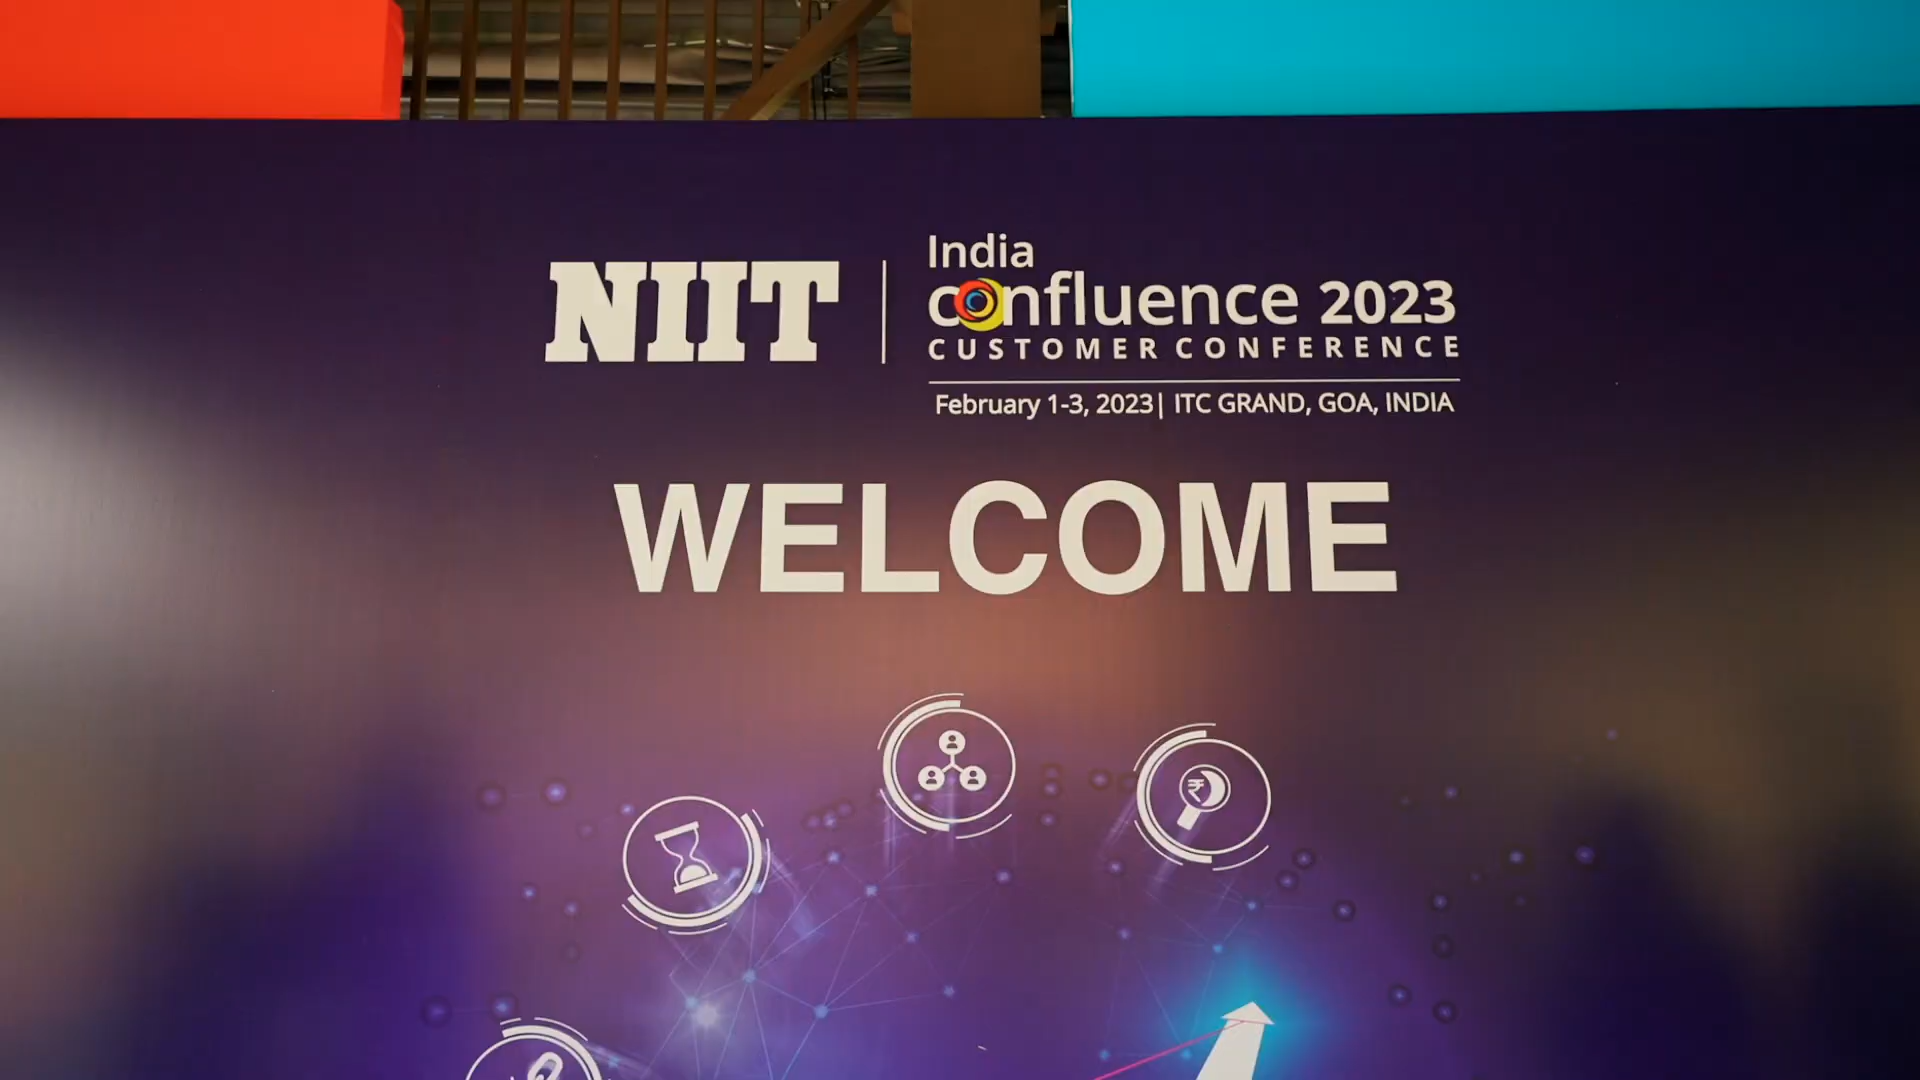 NIIT
India
confluence 2023
CUSTOMER CONFERENCE
February 1-3, 2023| ITC GRAND, GOA, INDIA
WELCOME
₹